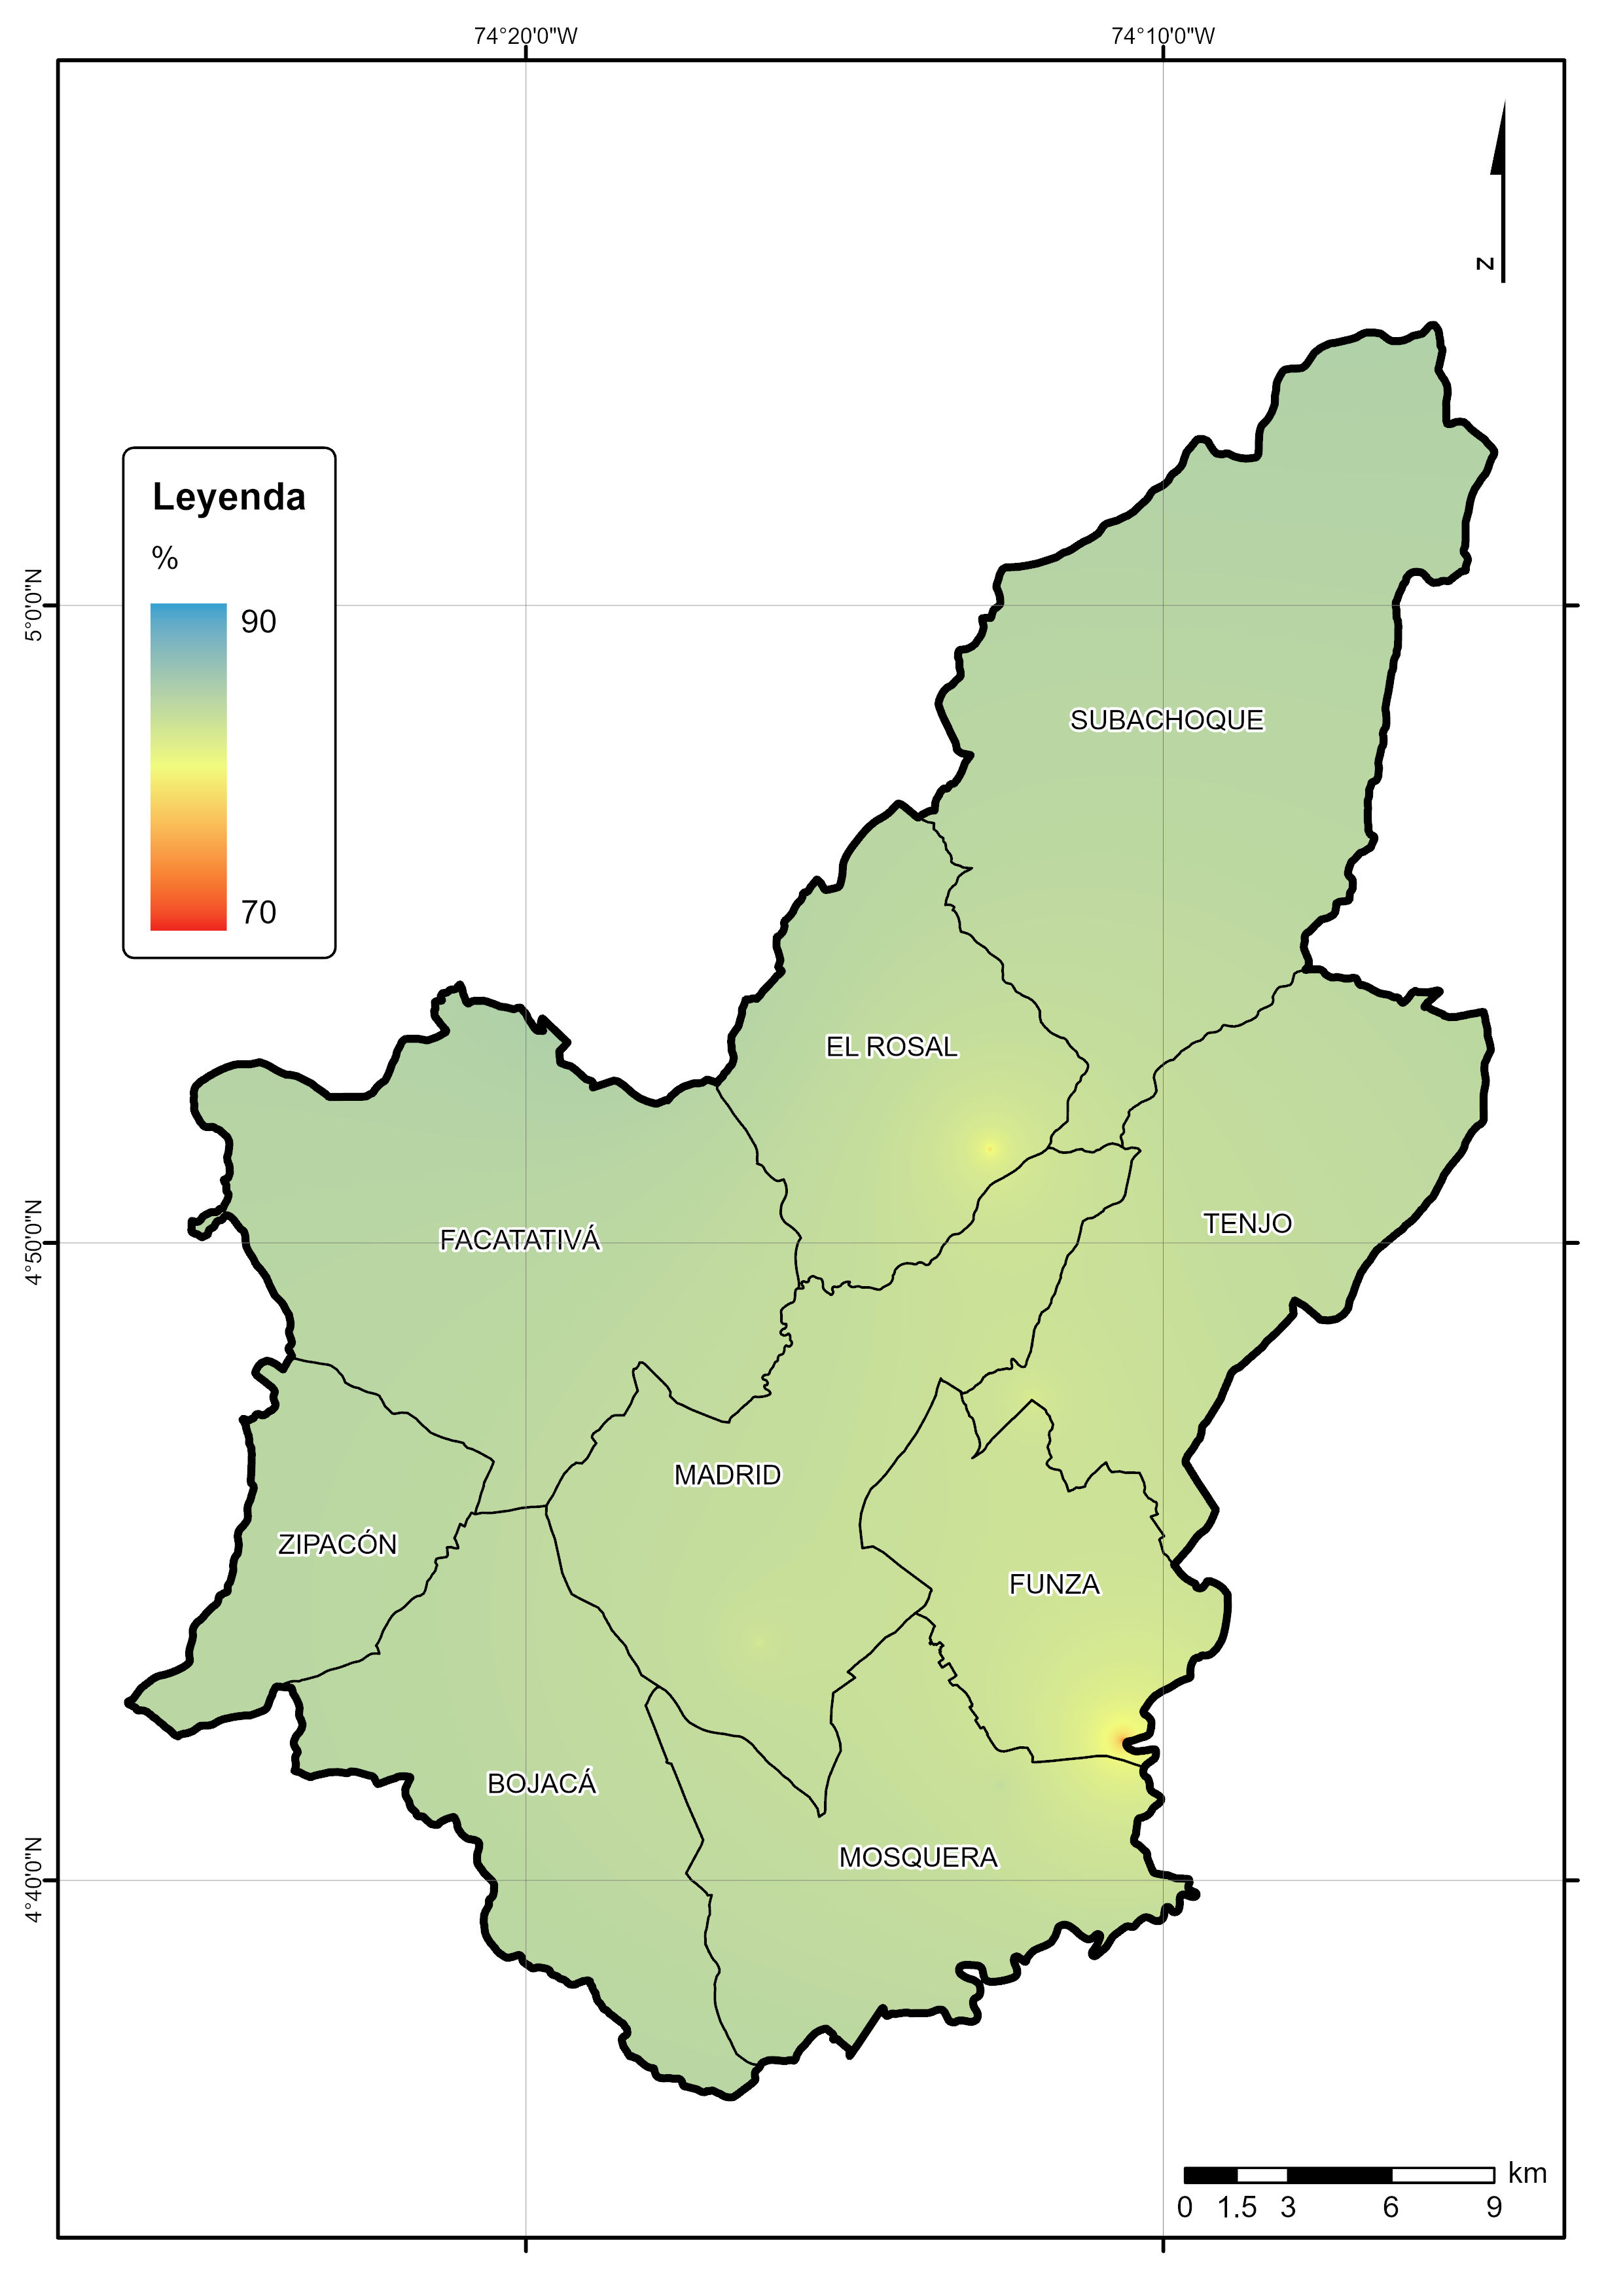 74°20'0"W
74°10'0"W
N
Leyenda
%
90
70
5°0'0"N
SUBACHOQUE
EL ROSAL
TENJO
FACATATIVÁ
4°50'0"N
MADRID
ZIPACÓN
FUNZA
BOJACÁ
MOSQUERA
4°40'0"N
km
0 1.5 3 6 9